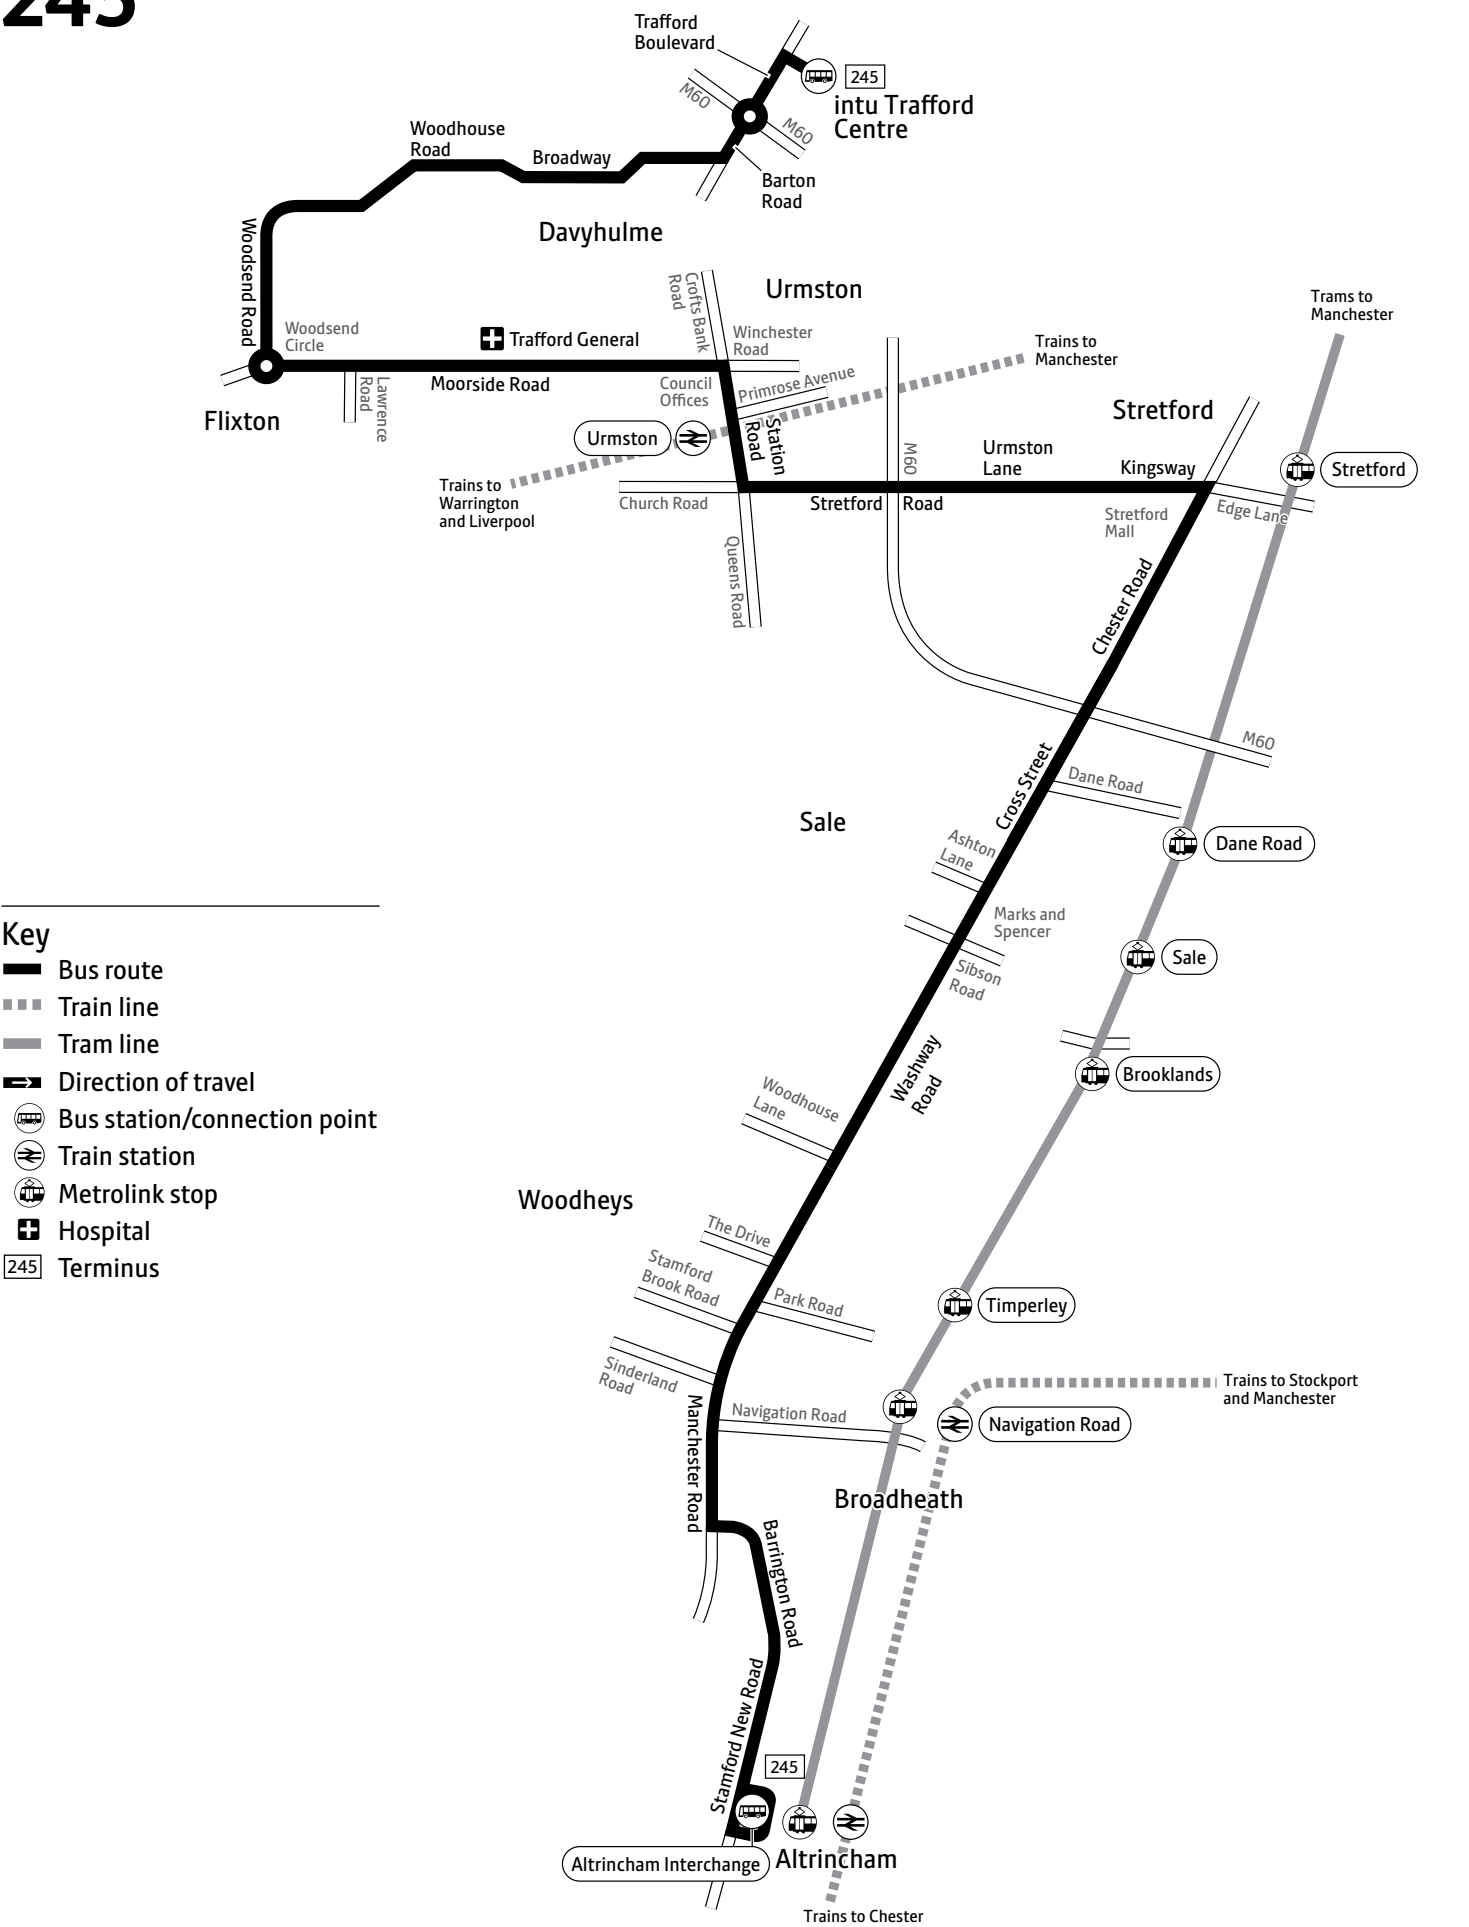 245
Trafford
Boulevard
245
intu Trafford
Centre
M60
M60
Woodhouse
Road
Broadway
Barton
Road
Davyhulme
Woodsend Road
Urmston
Crofts Bank
Road
Trams to
Manchester
Woodsend
Circle
Trafford General
Winchester
Road
Trains to
Manchester
Moorside Road
Council
Offices
Primrose Avenue
Lawrence
Road
Flixton
Stretford
Urmston
Station
Road
M60
Urmston
Lane
Kingsway
Stretford
Trains to
Warrington
and Liverpool
Church Road
Stretford
Road
Stretford
Mall
Edge Lane
Queens Road
Chester Road
M60
Cross Street
Dane Road
Sale
Ashton
Lane
Dane Road
Marks and
Spencer
Sibson
Road
Sale
Key
Bus route
Train line
Tram line
Direction of travel
Bus station/connection point
Train station
Metrolink stop
Hospital
245
Terminus
Washway
Road
Brooklands
Woodhouse
Lane
Woodheys
The Drive
Stamford
Brook Road
Park Road
Timperley
Sinderland
Road
Trains to Stockport
and Manchester
Manchester Road
Navigation Road
Navigation Road
Broadheath
Barrington Road
Stamford New Road
245
Altrincham Interchange
Altrincham
Trains to Chester